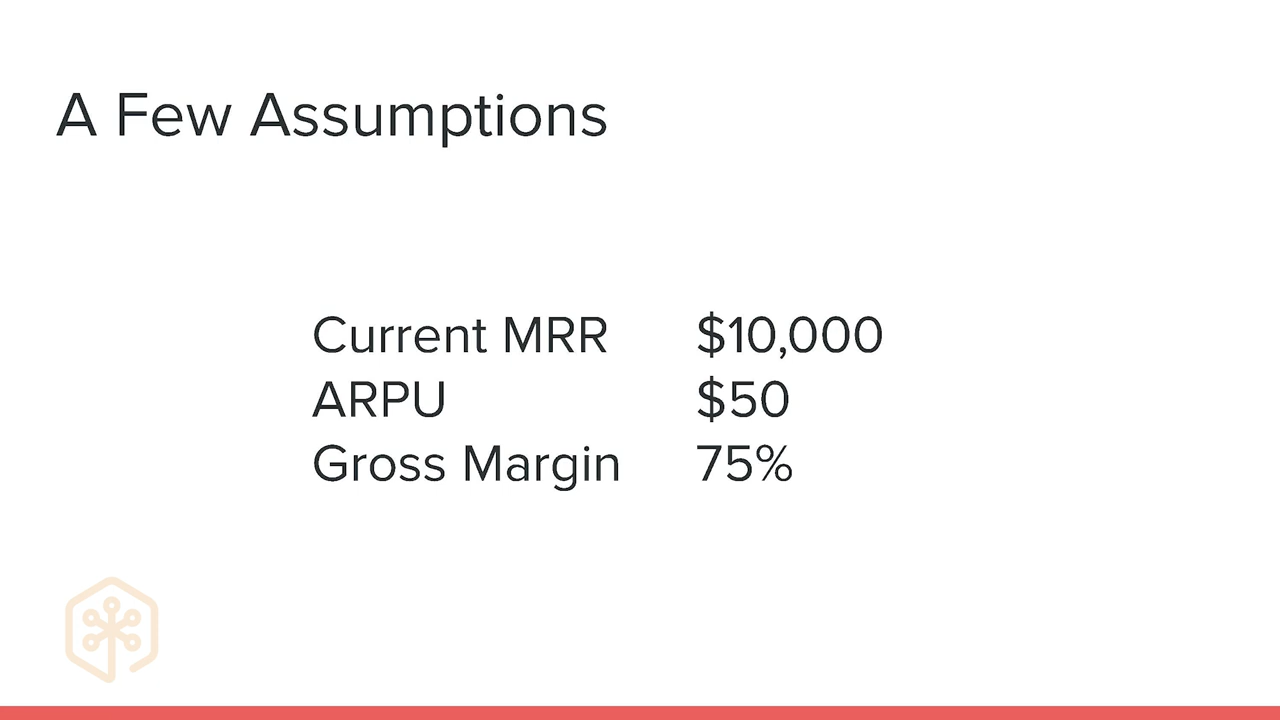 A Few Assumptions
Current MRR $10,000
ARPU $50
Gross Margin 75%